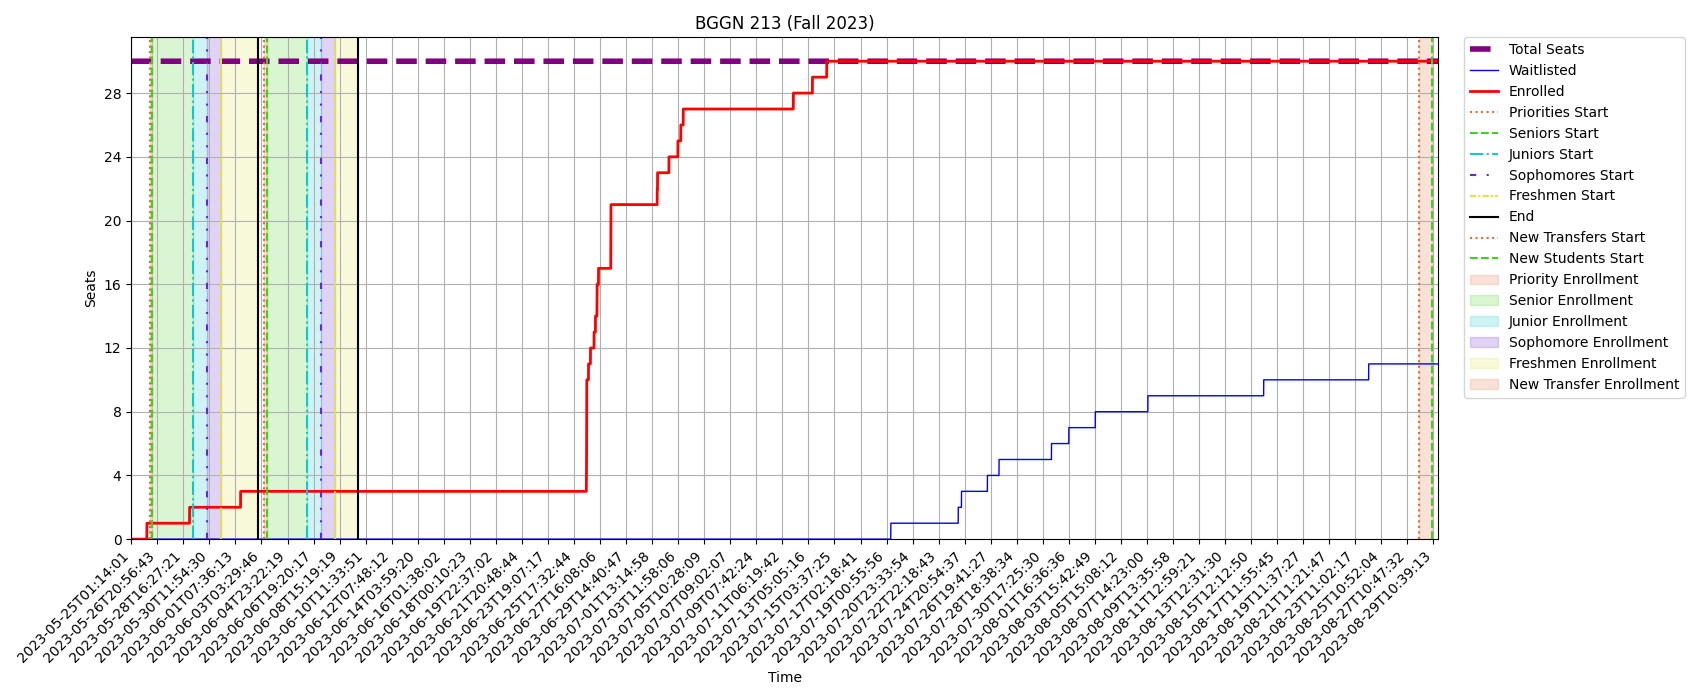 BGGN 213 (Fall 2023)
Seats
28
24
20
16
12
8
4
0
2023-05-25T01:14:01
2023-05-26T20:56:43
2023-05-28T16:27:21
2023-05-30T11:54:30
2023-06-01T07:36:13
2023-06-03T03:29:46
2023-06-04T23:22:19
2023-06-06T19:20:17
2023-06-08T15:19:19
2023-06-10T11:33:51
2023-06-12T07:48:12
2023-06-14T03:59:20
2023-06-16T01:38:02
2023-06-18T00:10:23
2023-06-19T22:37:02
2023-06-21T20:48:44
2023-06-23T19:07:17
2023-06-25T17:32:44
2023-06-27T16:08:06
2023-06-29T14:40:47
2023-07-01T13:14:58
2023-07-03T11:58:06
2023-07-05T10:28:09
2023-07-07T09:02:07
2023-07-09T07:42:24
2023-07-11T06:19:42
2023-07-13T05:05:16
2023-07-15T03:37:25
2023-07-17T02:18:41
2023-07-19T00:55:56
2023-07-20T23:33:54
2023-07-22T22:18:43
2023-07-24T20:54:37
2023-07-26T19:41:27
2023-07-28T18:38:34
2023-07-30T17:25:30
2023-08-01T16:36:36
2023-08-03T15:42:49
2023-08-05T15:08:12
2023-08-07T14:23:00
2023-08-09T13:35:58
2023-08-11T12:59:21
2023-08-13T12:31:30
2023-08-15T12:12:50
2023-08-17T11:55:45
2023-08-19T11:37:27
2023-08-21T11:21:47
2023-08-23T11:02:17
2023-08-25T10:52:04
2023-08-27T10:47:32
2023-08-29T10:39:13
Time
Total Seats
Waitlisted
Enrolled
Priorities Start
Seniors Start
Juniors Start
Sophomores Start
Freshmen Start
End
New Transfers Start
New Students Start
Priority Enrollment
Senior Enrollment
Junior Enrollment
Sophomore Enrollment
Freshmen Enrollment
New Transfer Enrollment